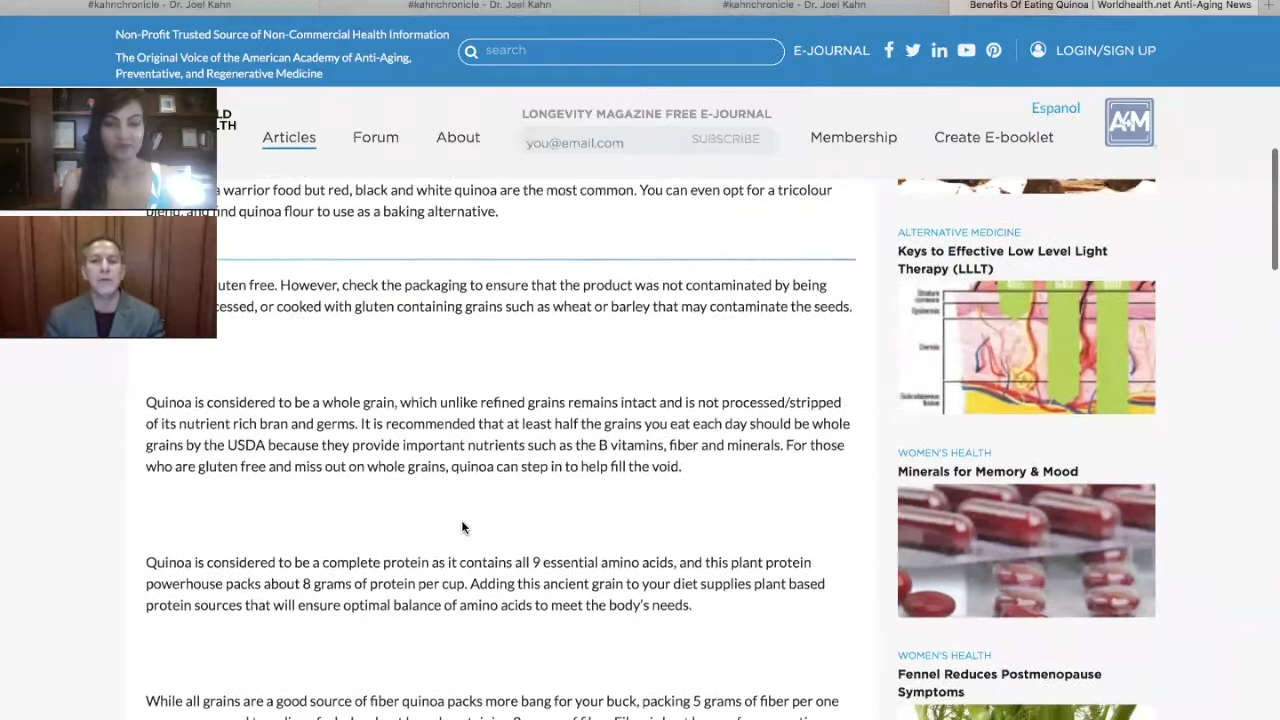 #kahnchronicle - Dr. Joel Kahn
#kahnchronicle - Dr. Joel Kahn
#kahnchronicle - Dr. Joel Kahn
Benefits Of Eating Quinoa | Worldhealth.net Anti-Aging News
Non-Profit Trusted Source of Non-Commercial Health Information
The Original Voice of the American Academy of Anti-Aging,
Preventative, and Regenerative Medicine
search
E-JOURNAL
LOGIN/SIGN UP
Articles
Forum
About
LONGEVITY MAGAZINE FREE E-JOURNAL
you@email.com
SUBSCRIBE
Membership
Create E-booklet
Espanol
A4M
a warrior food but red, black and white quinoa are the most common. You can even opt for a tricolour
blend, and find quinoa flour to use as a baking alternative.
free. However, check the packaging to ensure that the product was not contaminated by being
or cooked with gluten containing grains such as wheat or barley that may contaminate the seeds.
Quinoa is considered to be a whole grain, which unlike refined grains remains intact and is not processed/stripped
of its nutrient rich bran and germs. It is recommended that at least half the grains you eat each day should be whole
grains by the USDA because they provide important nutrients such as the B vitamins, fiber and minerals. For those
who are gluten free and miss out on whole grains, quinoa can step in to help fill the void.
Quinoa is considered to be a complete protein as it contains all 9 essential amino acids, and this plant protein
powerhouse packs about 8 grams of protein per cup. Adding this ancient grain to your diet supplies plant based
protein sources that will ensure optimal balance of amino acids to meet the body's needs.
While all grains are a good source of fiber quinoa packs more bang for your buck, packing 5 grams of fiber per one
ALTERNATIVE MEDICINE
Keys to Effective Low Level Light
Therapy (LLLT)
WOMEN'S HEALTH
Minerals for Memory & Mood
WOMEN'S HEALTH
Fennel Reduces Postmenopause
Symptoms